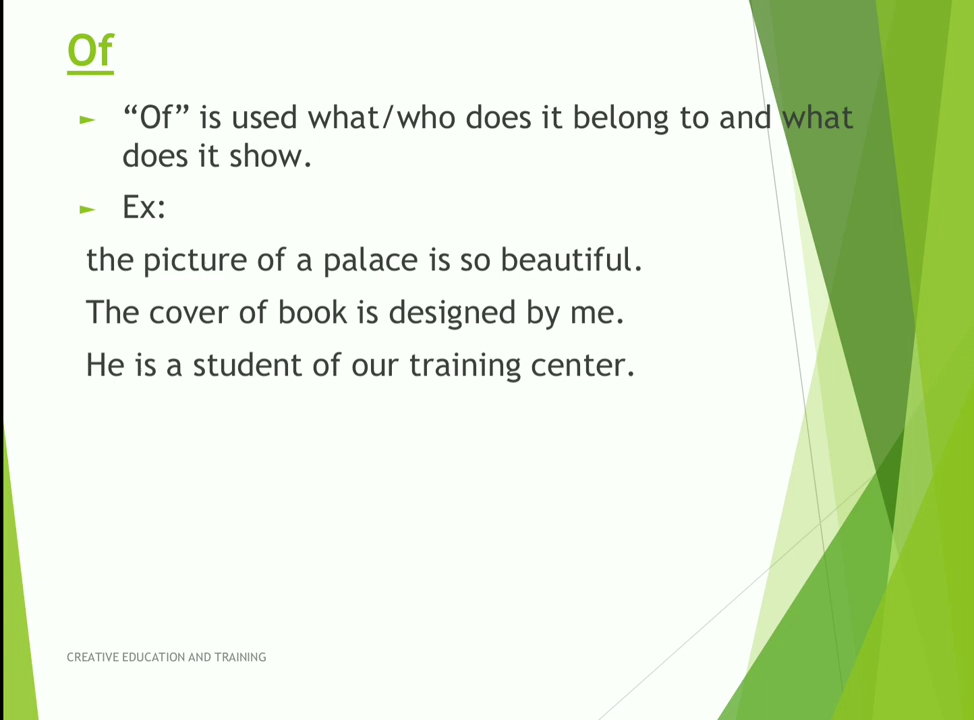 Of
► “Of” is used what/who does it belong to and what
does it show.
► Ex:
the picture of a palace is so beautiful.
The cover of book is designed by me.
He is a student of our training center.
CREATIVE EDUCATION AND TRAINING